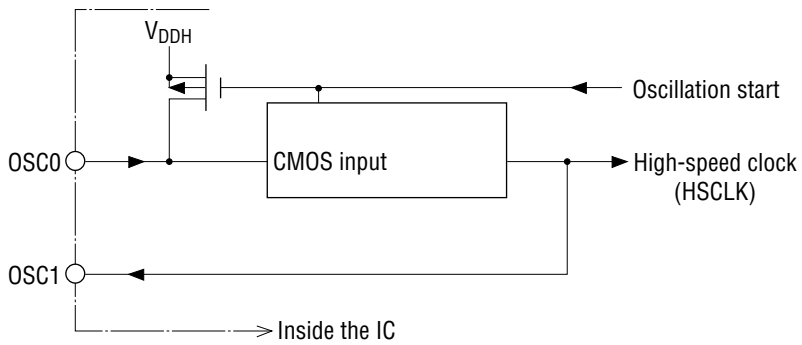 VDDH
Oscillation start
OSC0
CMOS input
High-speed clock
(HSCLK)
OSC1
Inside the IC